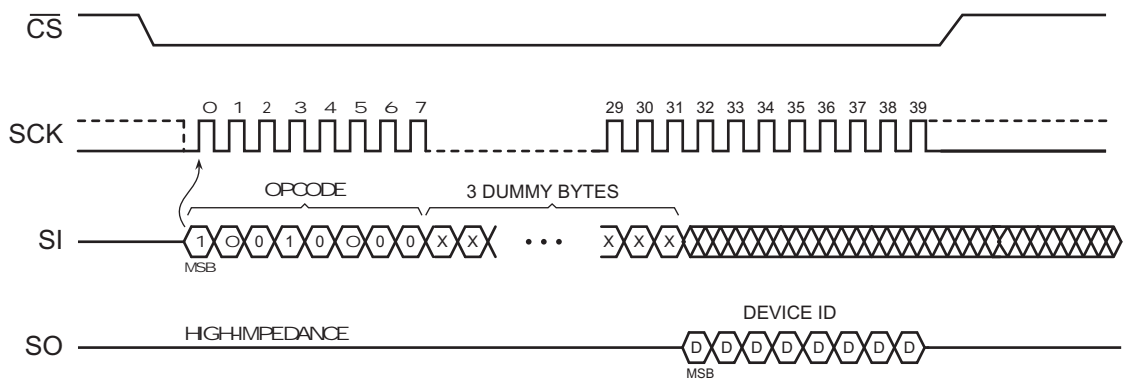 CS
0 1 2 3 4 5 6 7 29 30 31 32 33 34 35 36 37 38 39
SCK
OPCODE 3 DUMMY BYTES
SI 1 0 0 1 0 0 0 0 X X • • • X X X
MSB
DEVICE ID
HIGH-IMPEDANCE
SO D D D D D D D D
MSB